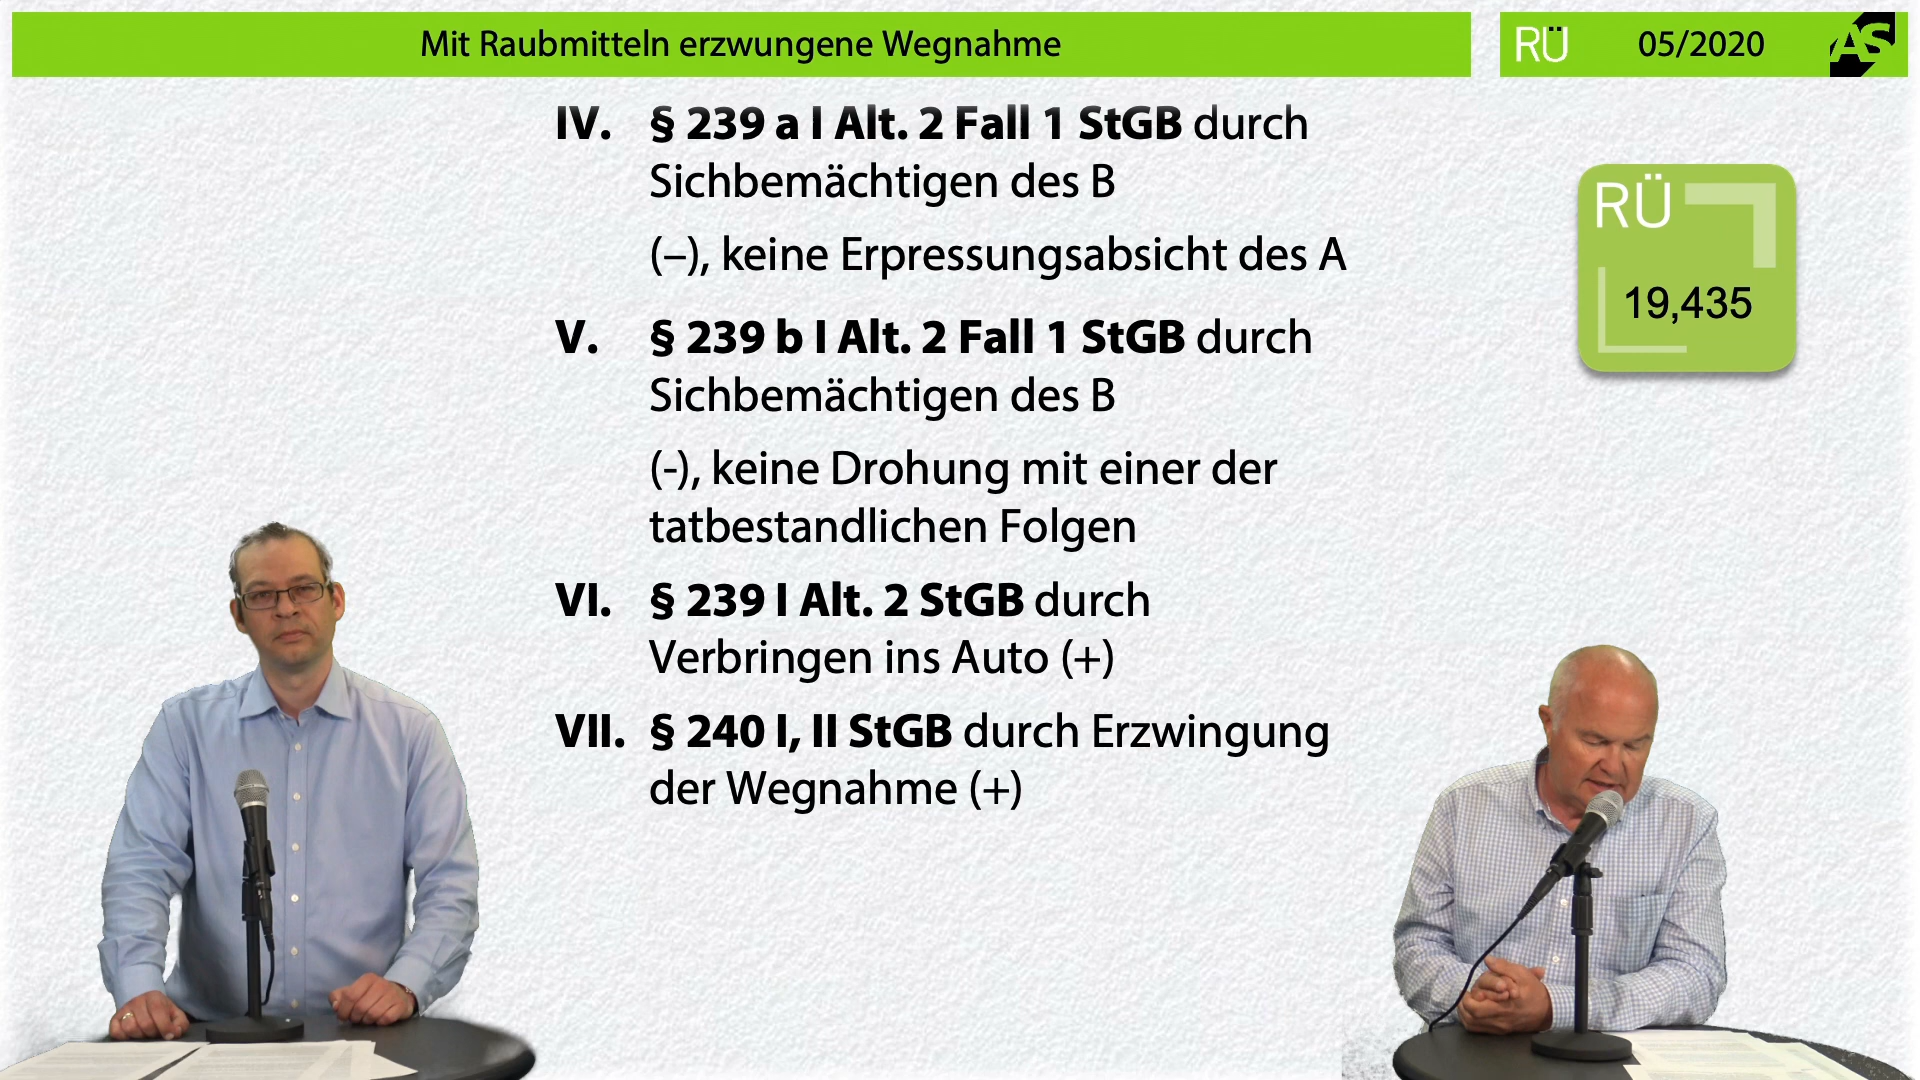 Mit Raubmitteln erzwungene Wegnahme
RÜ 05/2020 AS
IV. § 239 a I Alt. 2 Fall 1 StGB durch
Sichbemächtigen des B
(–), keine Erpressungsabsicht des A
V. § 239 b I Alt. 2 Fall 1 StGB durch
Sichbemächtigen des B
(-), keine Drohung mit einer der
tatbestandlichen Folgen
VI. § 239 I Alt. 2 StGB durch
Verbringen ins Auto (+)
VII. § 240 I, II StGB durch Erzwingung
der Wegnahme (+)
RÜ
19,435